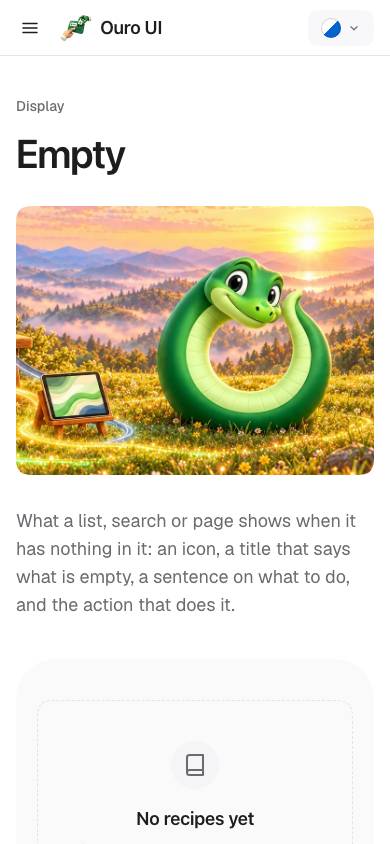 Ouro UI
Display
Empty
What a list, search or page shows when it
has nothing in it: an icon, a title that says
what is empty, a sentence on what to do,
and the action that does it.
No recipes yet